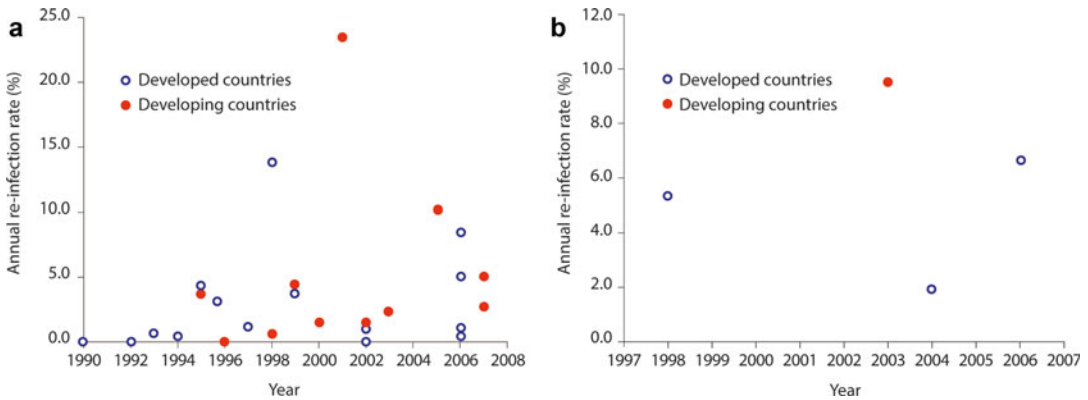 a
Annual re-infection rate (%)
25.0
20.0
15.0
10.0
5.0
0.0
Developed countries
Developing countries
1990 1992 1994 1996 1998 2000 2002 2005 2006 2008
Year
b
Annual re-infection rate (%)
12.0
10.0
8.0
6.0
4.0
2.0
0.0
Developed countries
Developing countries
1997 1998 1999 2000 2001 2002 2003 2004 2005 2006 2007
Year